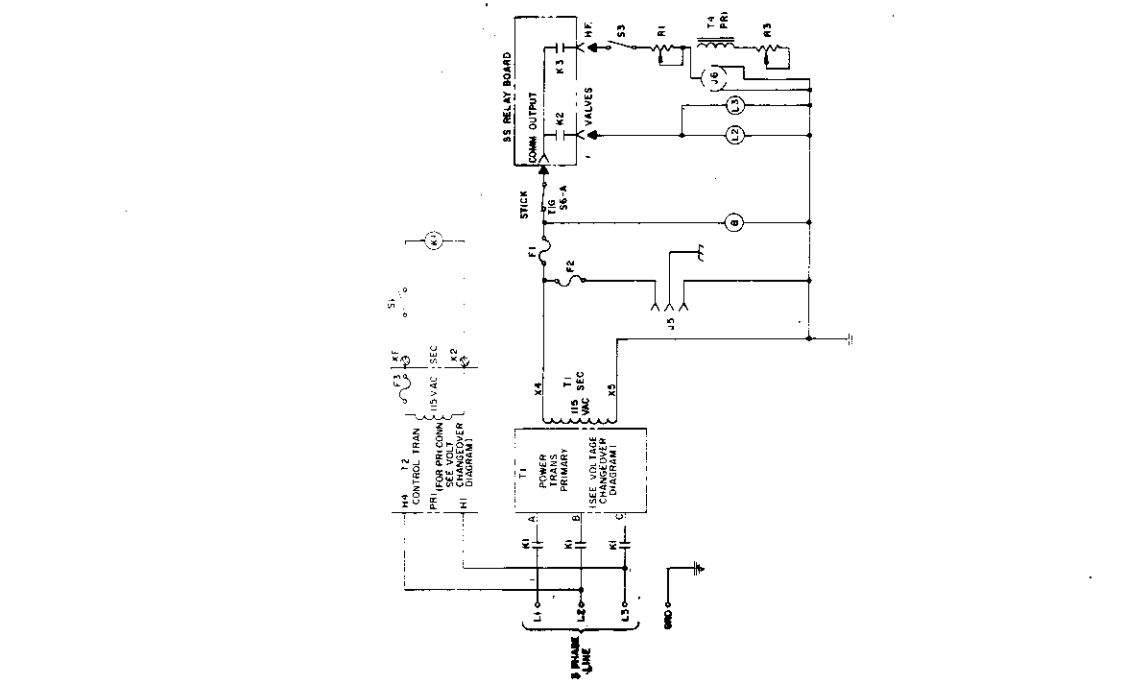 3 PHASE
LINE
L1
L2
L3
GRD
K1
K1
K1
A
B
C
H4
T2
CONTROL TRAN
PRI (FOR PRI CONN
SEE VOLT
CHANGEOVER
DIAGRAM)
H1
F3
XF
115 VAC SEC
X2
S1
K1
T1
POWER
TRANS
PRIMARY
(SEE VOLTAGE
CHANGEOVER
DIAGRAM)
X4
T1
115 SEC
VAC
X5
F1
F2
J5
STICK
TIG
S6-A
SS RELAY BOARD
COMM OUTPUT
K3
K2
H.F.
VALVES
S3
R1
T4
PRI
R3
J6
L3
L2
B